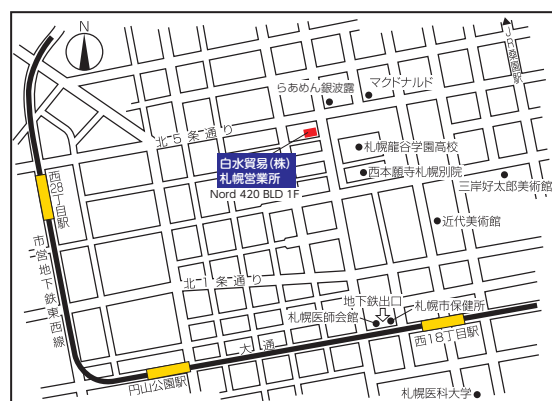 N
JR桑園駅
らあめん銀波露
マクドナルド
北5条通り
札幌龍谷学園高校
白水貿易(株)
札幌営業所
Nord 420 BLD 1F
西本願寺札幌別院
三岸好太郎美術館
西28丁目駅
近代美術館
市営地下鉄東西線
北1条通り
地下鉄出口
札幌市保健所
札幌医師会館
大通
西18丁目駅
円山公園駅
札幌医科大学